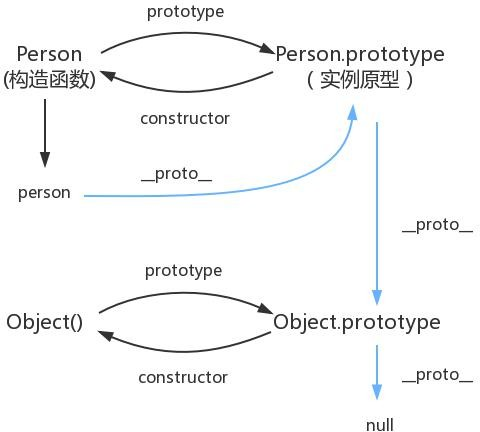 prototype
Person
(构造函数)
Person.prototype
(实例原型)
constructor
__proto__
person
__proto__
prototype
Object()
Object.prototype
constructor
__proto__
null